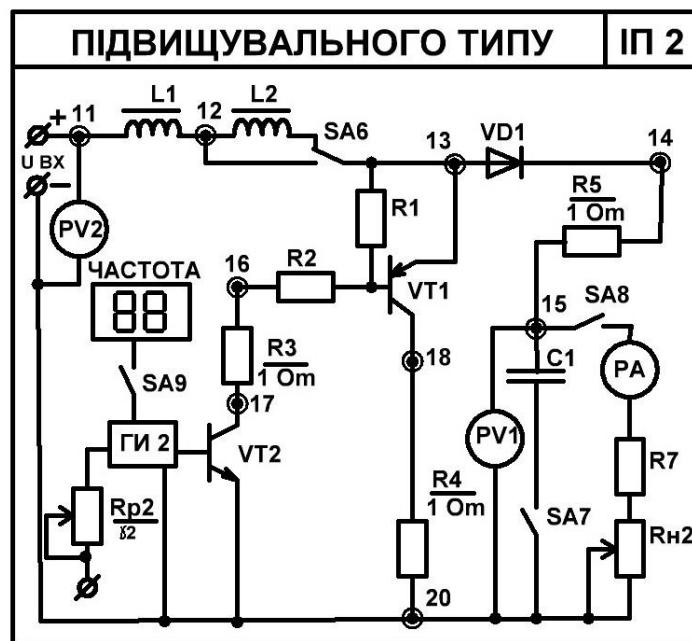 ПІДВИЩУВАЛЬНОГО ТИПУ
ІП 2
L1
L2
11
12
SA6
13
VD1
14
+
U ВХ
−
R5
1 Om
PV2
R1
ЧАСТОТА
88
16
R2
VT1
15
SA8
R3
1 Om
18
C1
PA
SA9
17
PV1
ГИ 2
VT2
R7
R4
1 Om
Rp2
γ2
SA7
Rн2
20